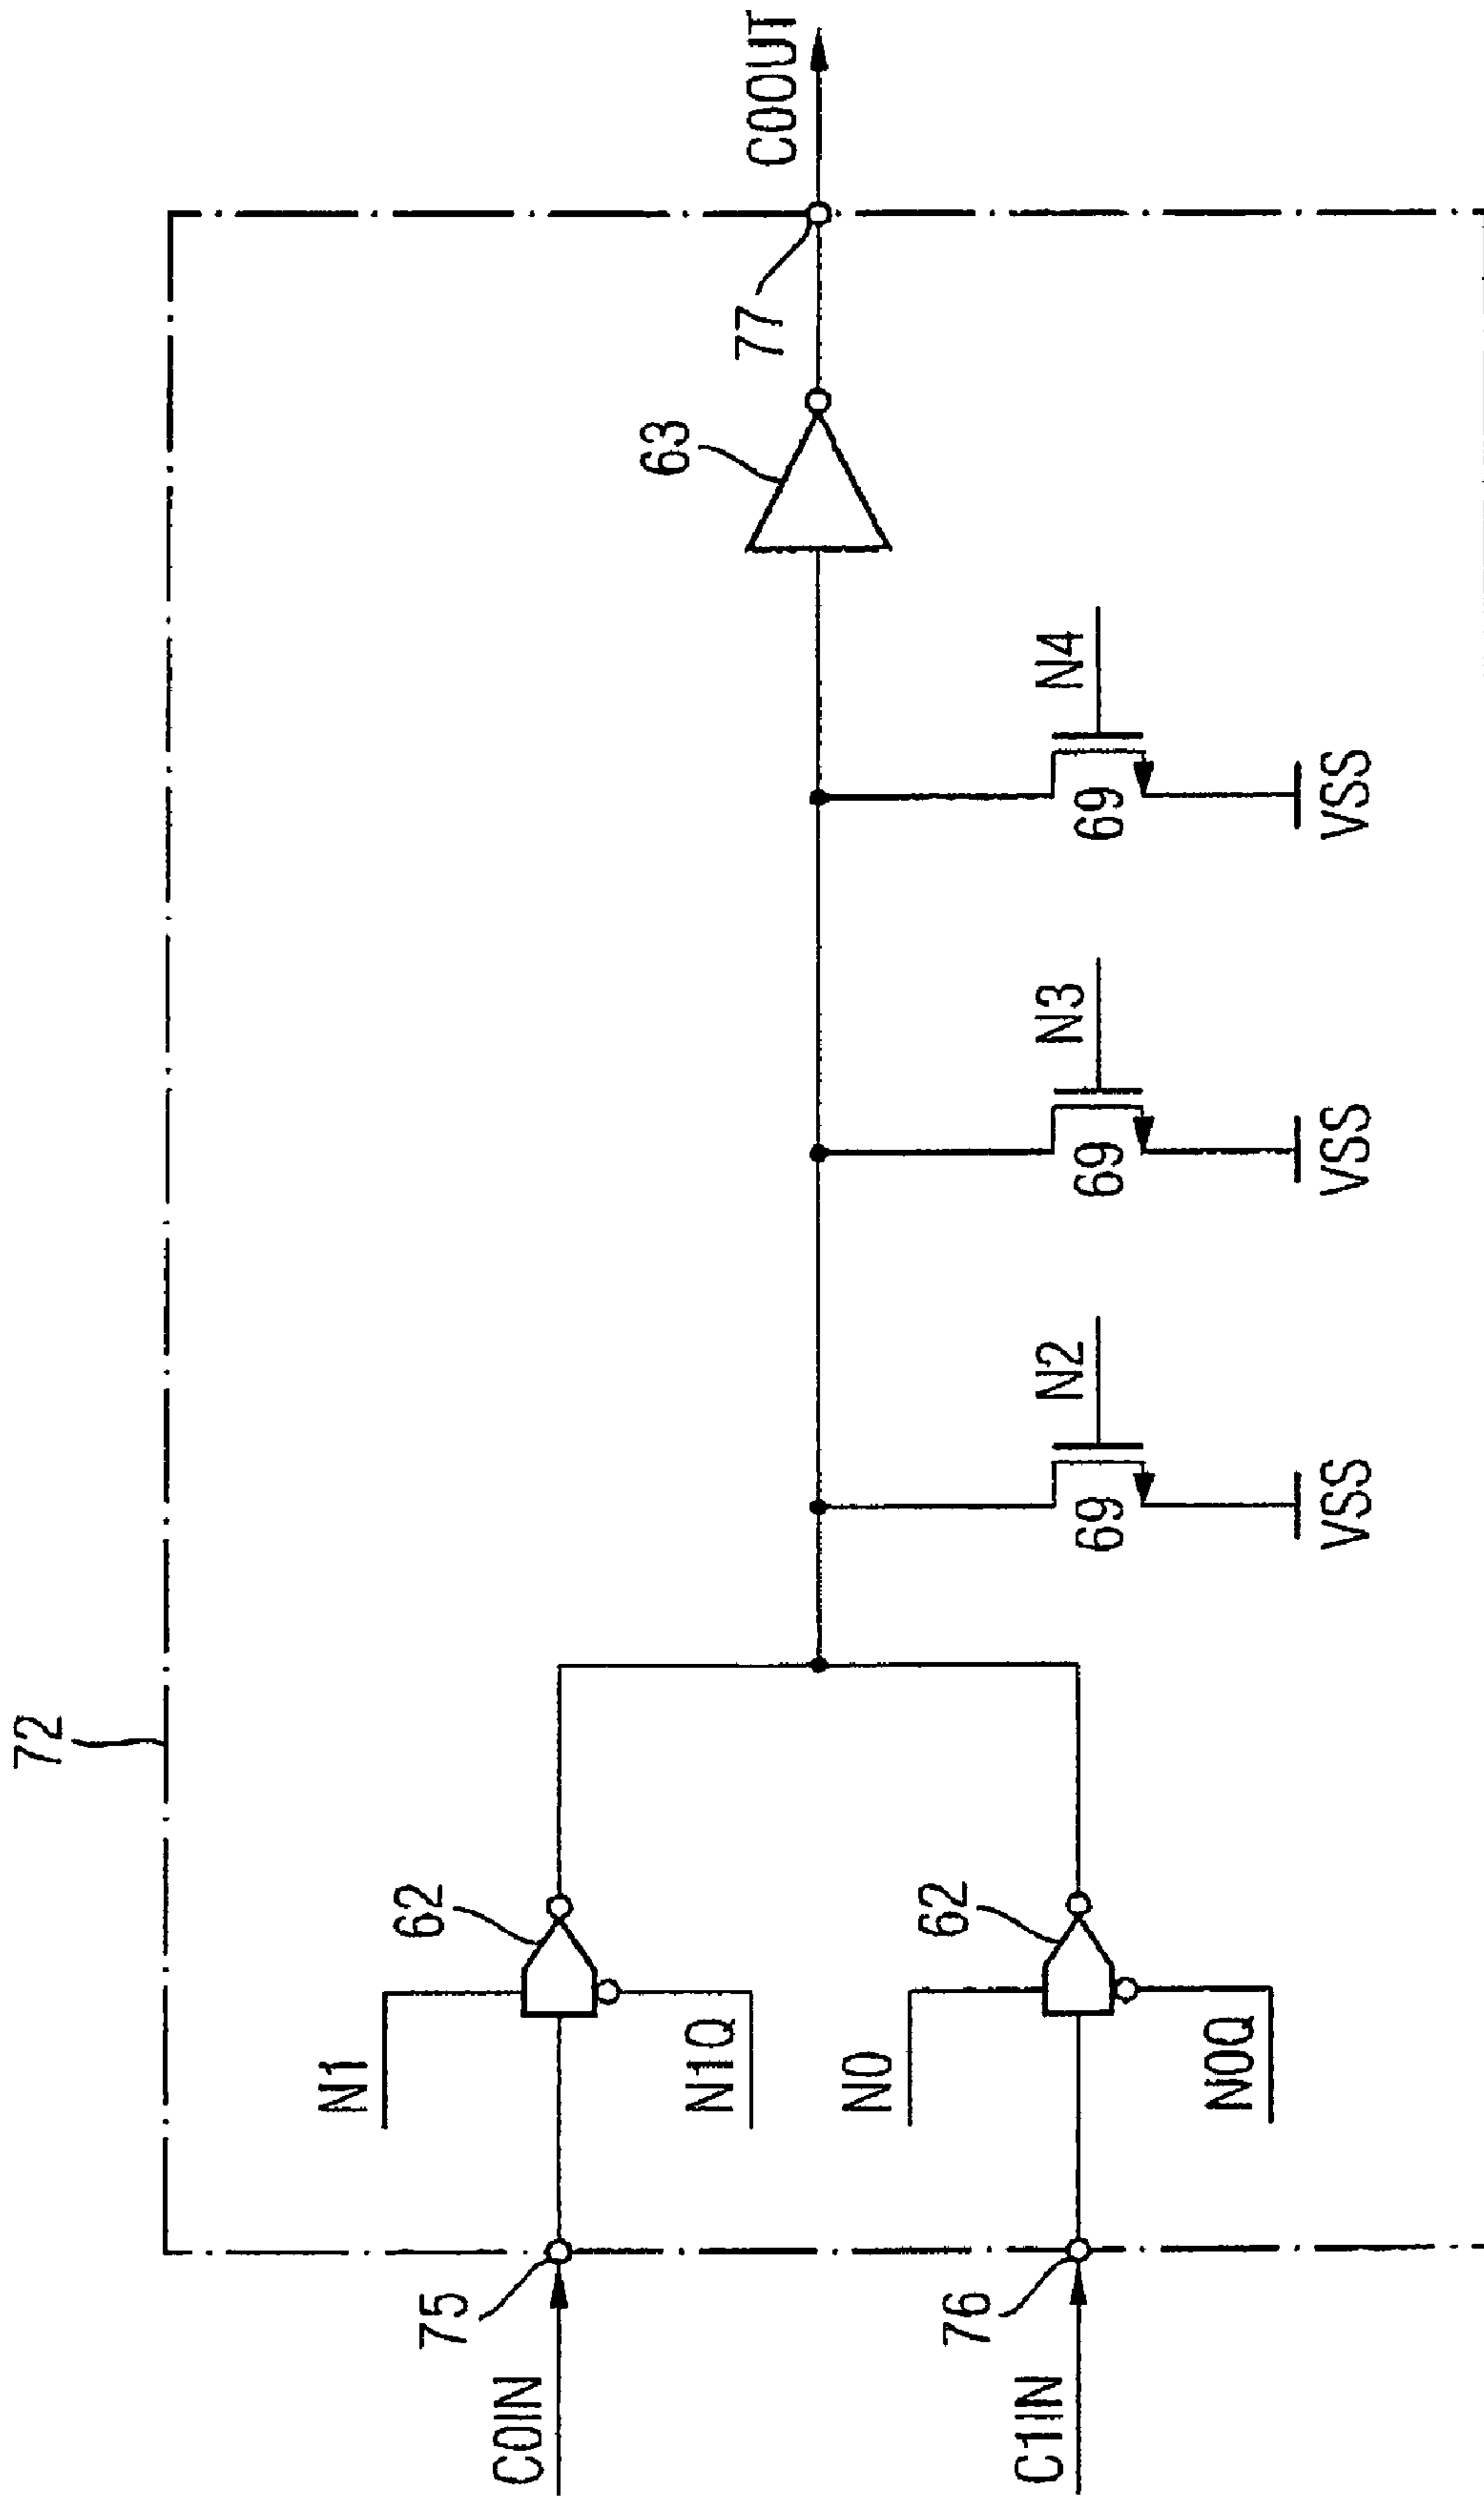 72
N1
62
C0IN
75
N1Q
63
77
C0OUT
N0
62
C1IN
76
N2
N3
N4
69
69
69
N0Q
VSS
VSS
VSS